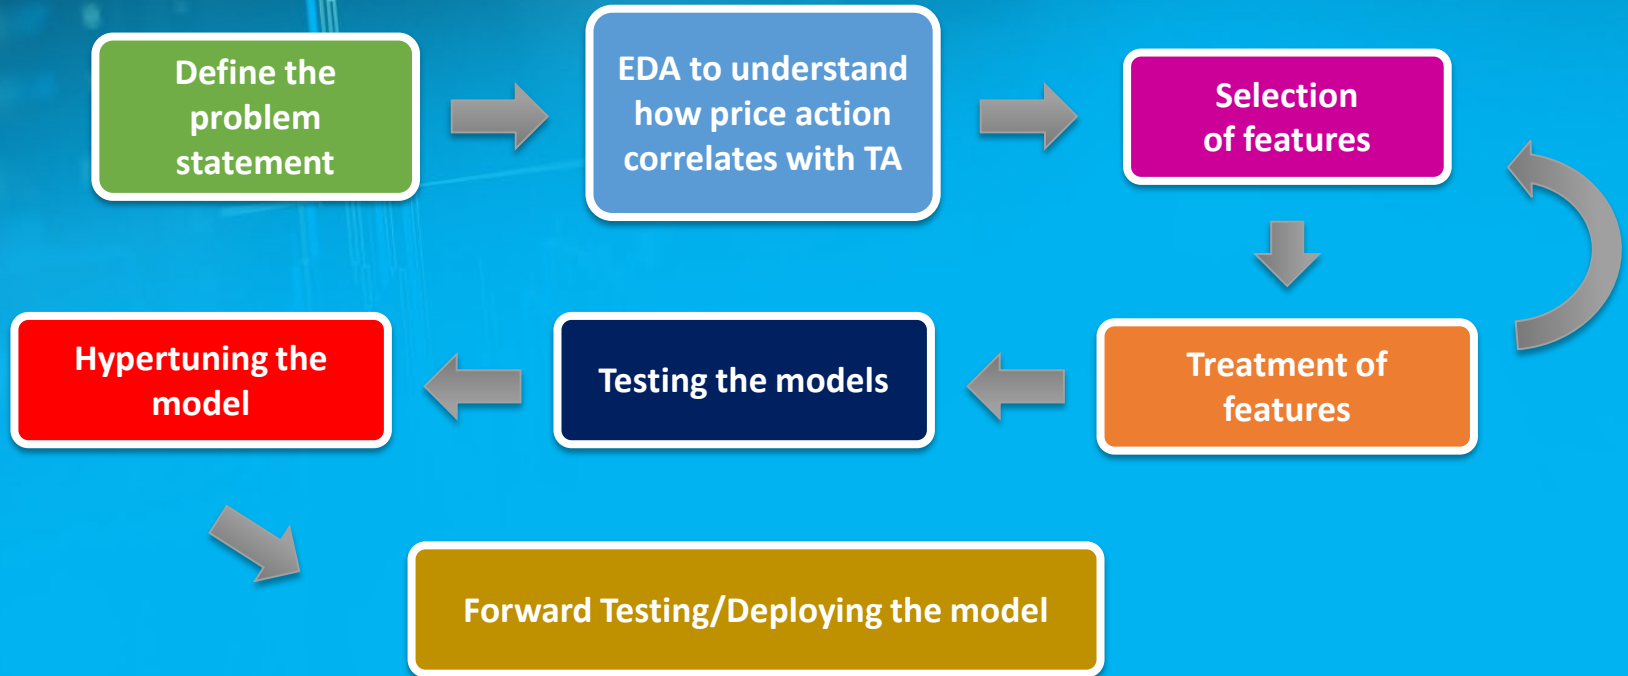 Define the
problem
statement
EDA to understand
how price action
correlates with TA
Selection
of features
Treatment of
features
Testing the models
Hypertuning the
model
Forward Testing/Deploying the model